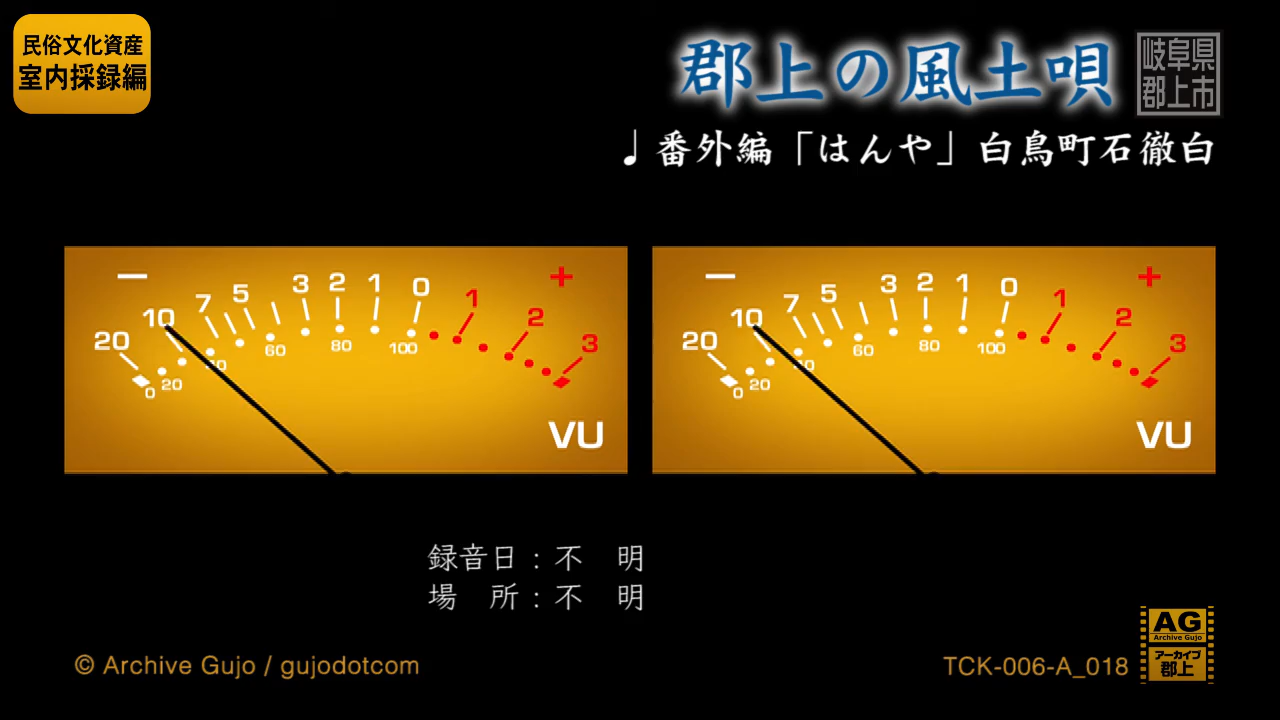 民俗文化資産
室内採録編
郡上の風土唄
岐阜県
郡上市
♩番外編「はんや」白鳥町石徹白
− +
20 10 7 5 3 2 1 0 1 2 3
0 20 40 60 80 100
VU
− +
20 10 7 5 3 2 1 0 1 2 3
0 20 40 60 80 100
VU
録音日：不　明
場　所：不　明
© Archive Gujo / gujodotcom
TCK-006-A_018
AG
Archive Gujo
アーカイブ
郡上